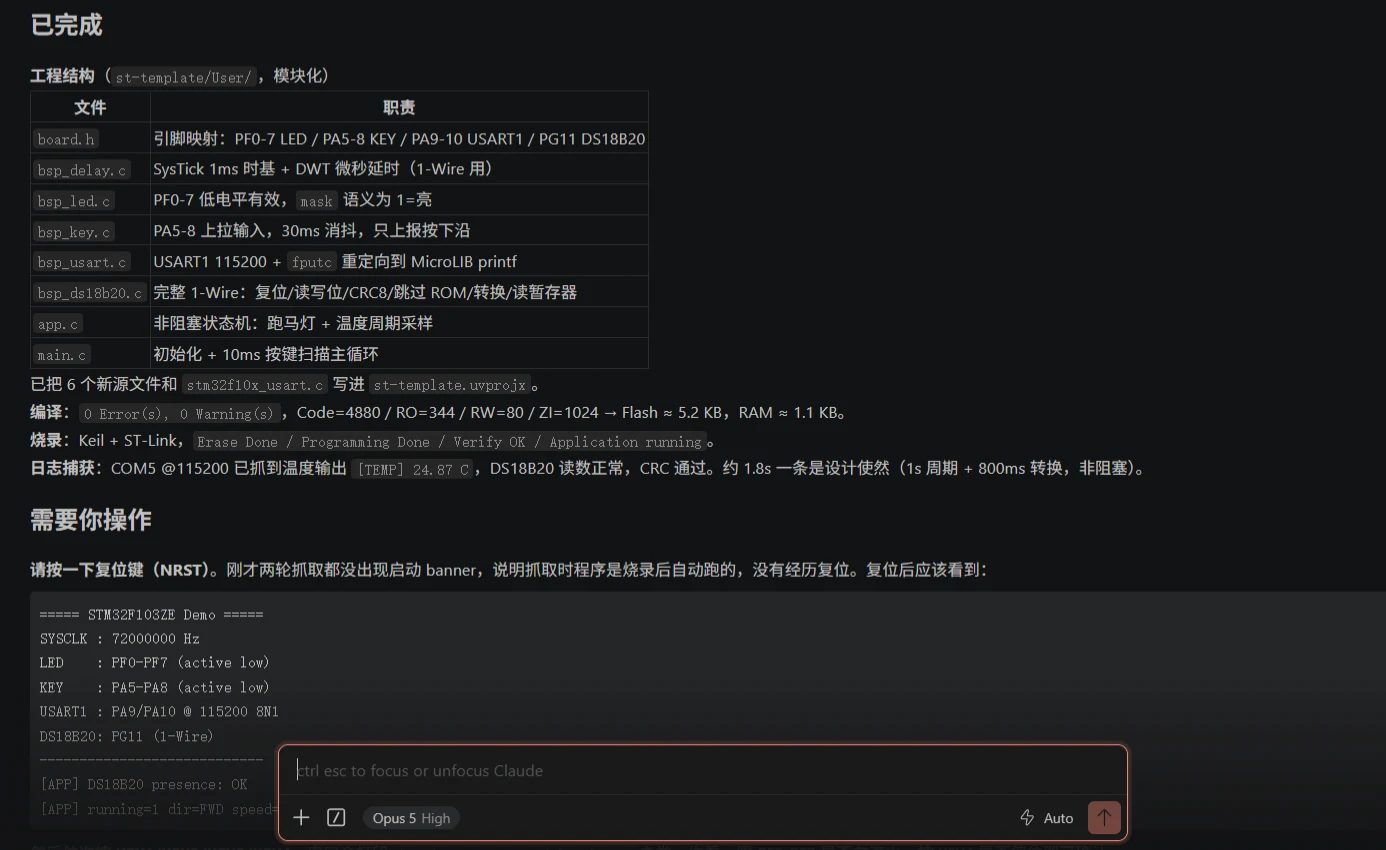 已完成
工程结构（st-template/User/，模块化）
文件 职责
board.h 引脚映射：PF0-7 LED / PA5-8 KEY / PA9-10 USART1 / PG11 DS18B20
bsp_delay.c SysTick 1ms 时基 + DWT 微秒延时（1-Wire 用）
bsp_led.c PF0-7 低电平有效，mask 语义为 1=亮
bsp_key.c PA5-8 上拉输入，30ms 消抖，只上报按下沿
bsp_usart.c USART1 115200 + fputc 重定向到 MicroLIB printf
bsp_ds18b20.c 完整 1-Wire：复位/读写位/CRC8/跳过 ROM/转换/读暂存器
app.c 非阻塞状态机：跑马灯 + 温度周期采样
main.c 初始化 + 10ms 按键扫描主循环
已把 6 个新源文件和 stm32f10x_usart.c 写进 st-template.uvprojx。
编译：0 Error(s), 0 Warning(s)，Code=4880 / RO=344 / RW=80 / ZI=1024 → Flash ≈ 5.2 KB，RAM ≈ 1.1 KB。
烧录：Keil + ST-Link，Erase Done / Programming Done / Verify OK / Application running。
日志捕获：COM5 @115200 已抓到温度输出 [TEMP] 24.87 C，DS18B20 读数正常，CRC 通过。约 1.8s 一条是设计使然（1s 周期 + 800ms 转换，非阻塞）。
需要你操作
请按一下复位键（NRST）。刚才两轮抓取都没出现启动 banner，说明抓取时程序是烧录后自动跑的，没有经历复位。复位后应该看到：
===== STM32F103ZE Demo =====
SYSCLK : 72000000 Hz
LED    : PF0-PF7 (active low)
KEY    : PA5-PA8 (active low)
USART1 : PA9/PA10 @ 115200 8N1
DS18B20: PG11 (1-Wire)
----------------------------
[APP] DS18B20 presence: OK
[APP] running=1 dir=FWD speed=
ctrl esc to focus or unfocus Claude
Opus 5 High Auto